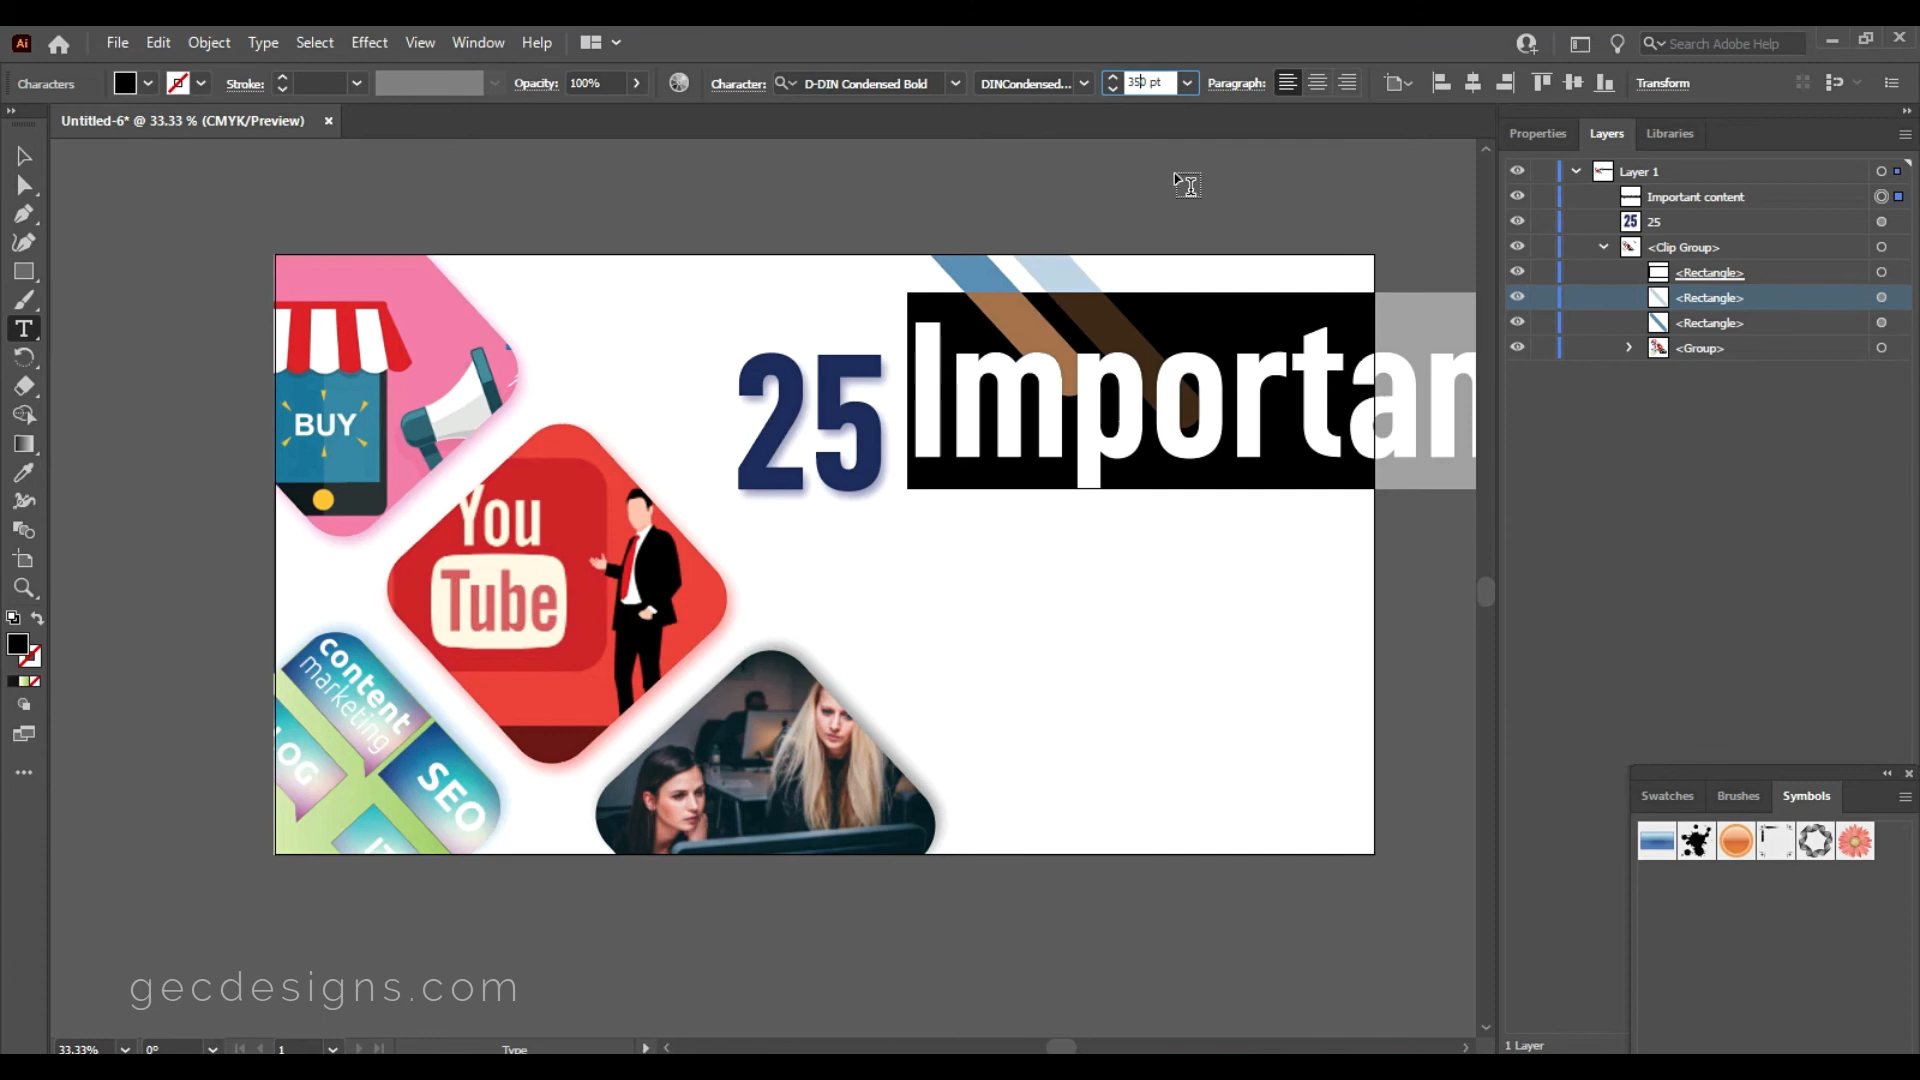 Ai File Edit Object Type Select Effect View Window Help Search Adobe Help
Characters Stroke: Opacity: 100% Character: D-DIN Condensed Bold DINCondensed... 350 pt Paragraph: Transform
Untitled-6* @ 33.33 % (CMYK/Preview)
Properties Layers Libraries
Layer 1
Important content
25 25
<Clip Group>
<Rectangle>
<Rectangle>
<Rectangle>
<Group>
25 Importan
BUY
You
Tube
content
marketing
LOG
SEO
IT
Swatches Brushes Symbols
gecdesigns.com
33.33% 0° 1 Type
1 Layer